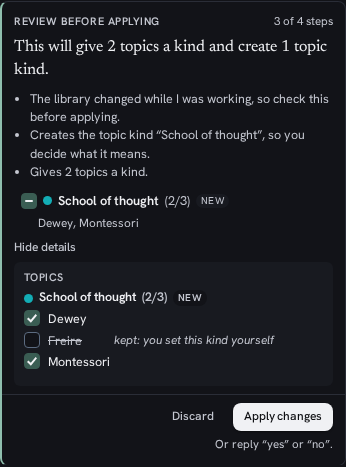 REVIEW BEFORE APPLYING 3 of 4 steps
This will give 2 topics a kind and create 1 topic
kind.
• The library changed while I was working, so check this
before applying.
• Creates the topic kind “School of thought”, so you
decide what it means.
• Gives 2 topics a kind.
School of thought (2/3) NEW
Dewey, Montessori
Hide details
TOPICS
School of thought (2/3) NEW
Dewey
Freire kept: you set this kind yourself
Montessori
Discard Apply changes
Or reply “yes” or “no”.